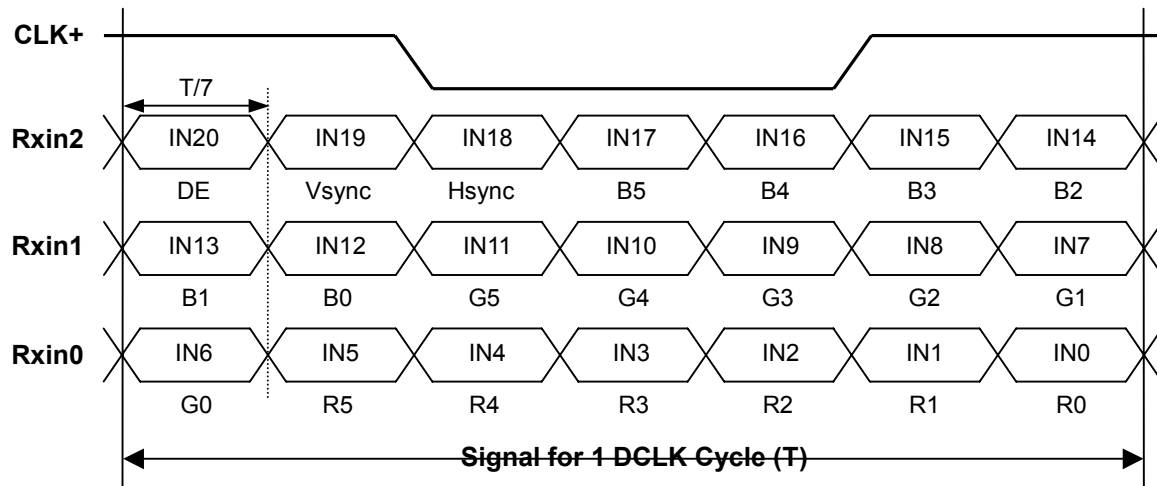 CLK+
T/7
Rxin2 IN20 IN19 IN18 IN17 IN16 IN15 IN14
DE Vsync Hsync B5 B4 B3 B2
Rxin1 IN13 IN12 IN11 IN10 IN9 IN8 IN7
B1 B0 G5 G4 G3 G2 G1
Rxin0 IN6 IN5 IN4 IN3 IN2 IN1 IN0
G0 R5 R4 R3 R2 R1 R0
Signal for 1 DCLK Cycle (T)